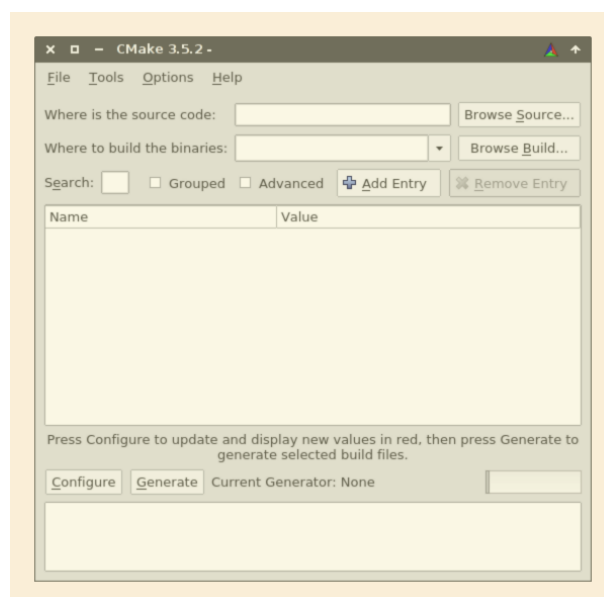 CMake 3.5.2 -
File Tools Options Help
Where is the source code: Browse Source...
Where to build the binaries: Browse Build...
Search: Grouped Advanced Add Entry Remove Entry
Name Value
Press Configure to update and display new values in red, then press Generate to
generate selected build files.
Configure Generate Current Generator: None